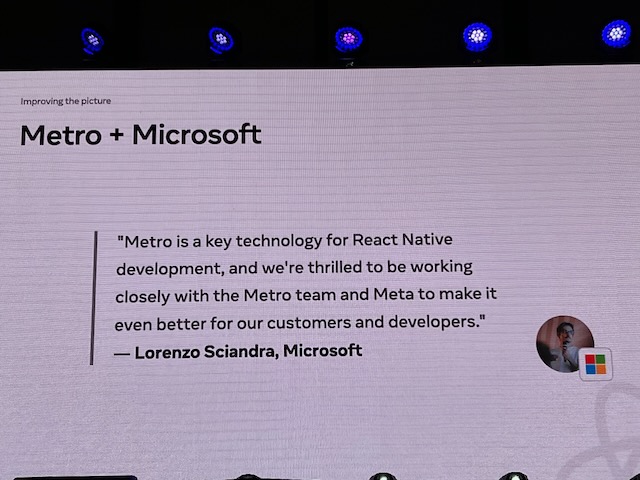 Improving the picture
Metro + Microsoft
"Metro is a key technology for React Native
development, and we're thrilled to be working
closely with the Metro team and Meta to make it
even better for our customers and developers."
— Lorenzo Sciandra, Microsoft